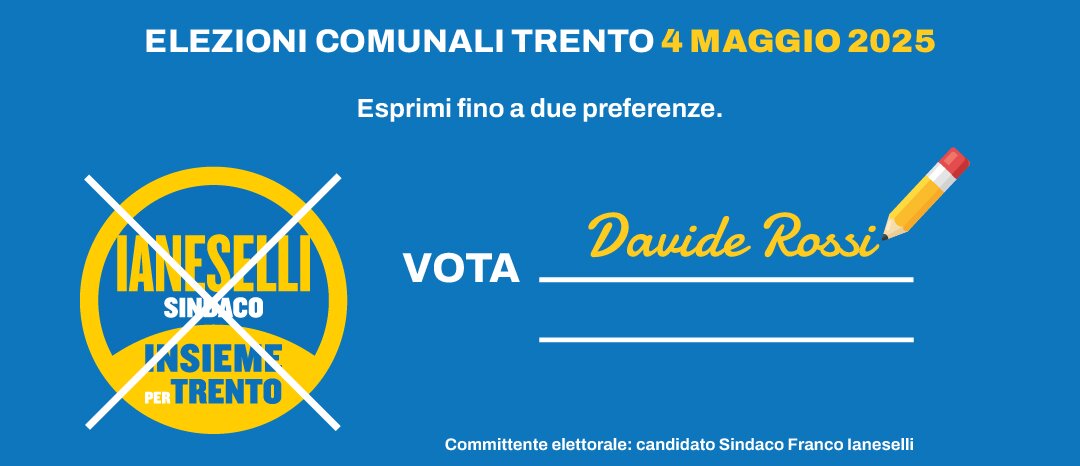 ELEZIONI COMUNALI TRENTO 4 MAGGIO 2025
Esprimi fino a due preferenze.
IANESELLI
SINDACO
INSIEME
PER TRENTO
VOTA
Davide Rossi
Committente elettorale: candidato Sindaco Franco Ianeselli